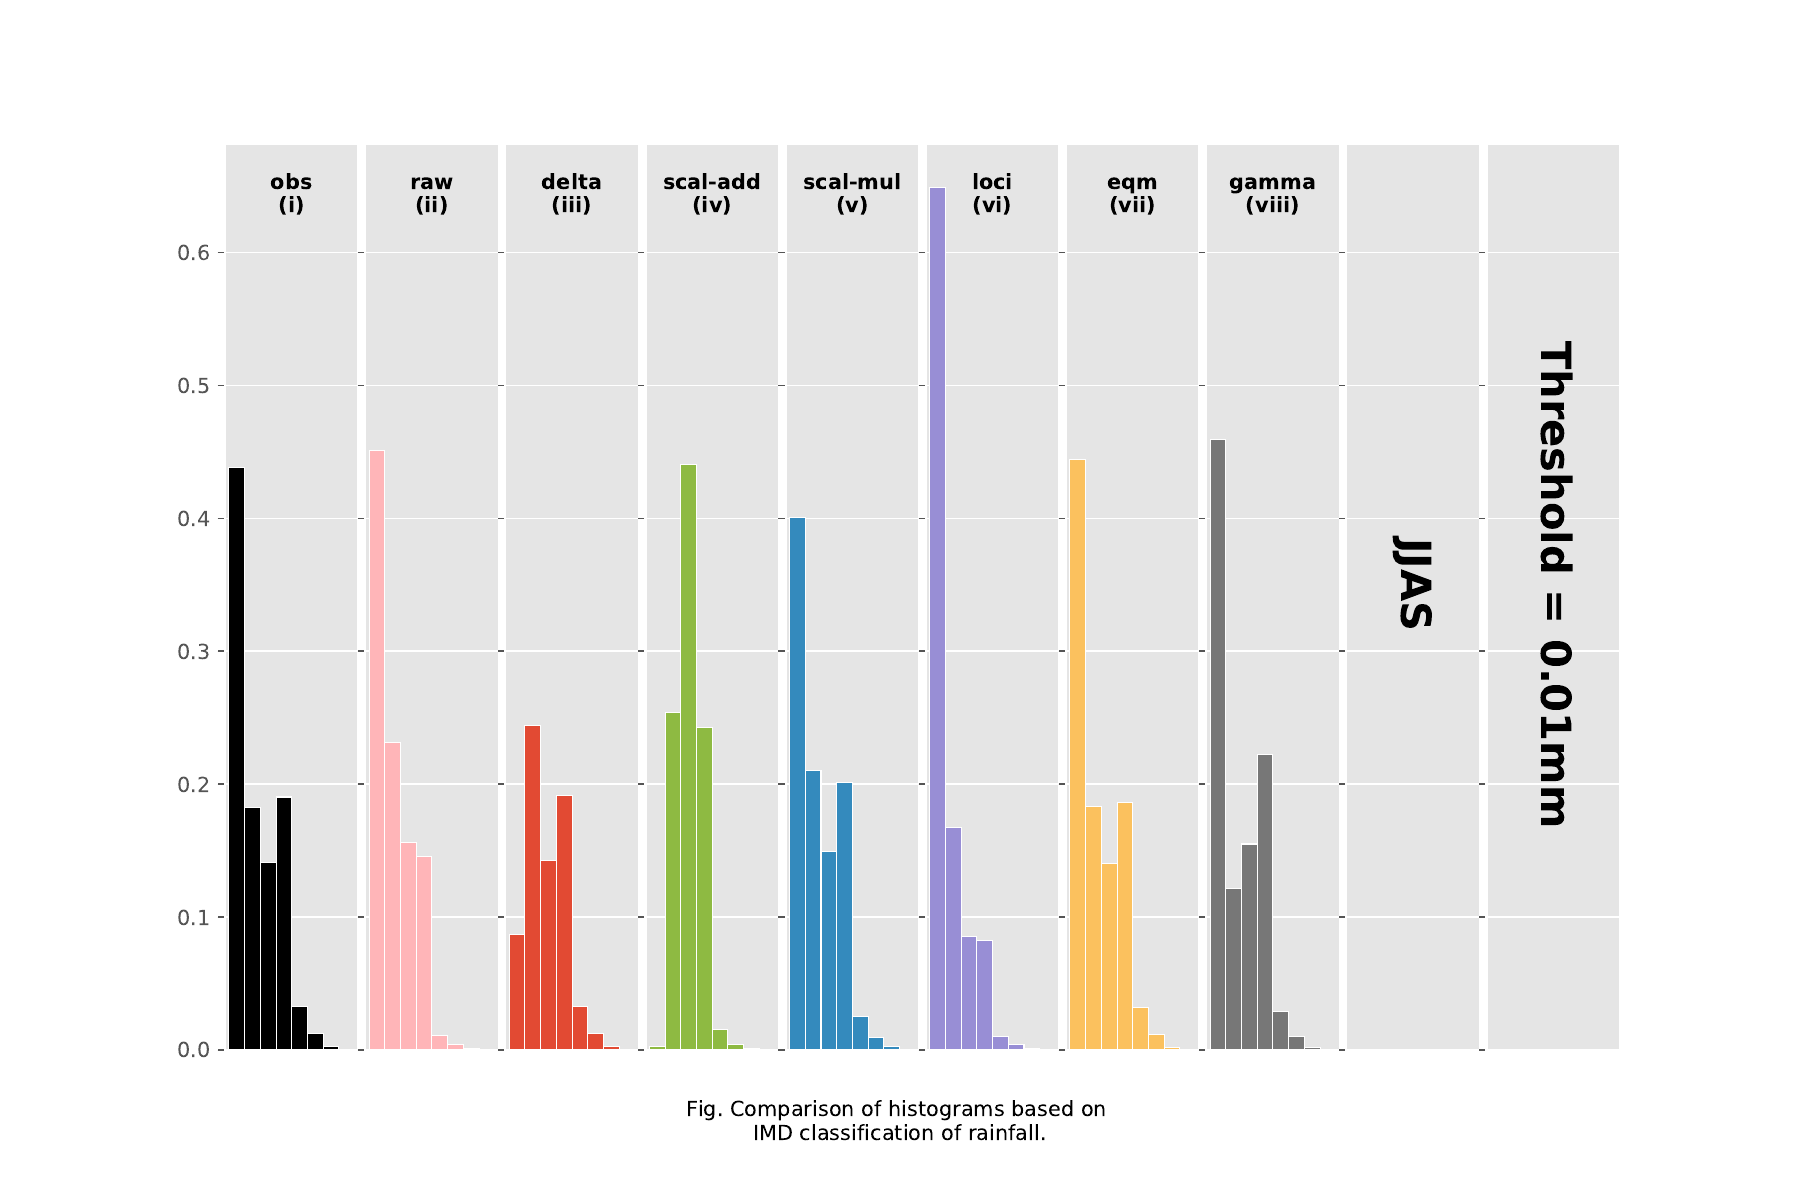 obs
(i)
raw
(ii)
delta
(iii)
scal-add
(iv)
scal-mul
(v)
loci
(vi)
eqm
(vii)
gamma
(viii)
0.6
0.5
0.4
0.3
0.2
0.1
0.0
JJAS
Threshold = 0.01mm
Fig. Comparison of histograms based on
IMD classification of rainfall.